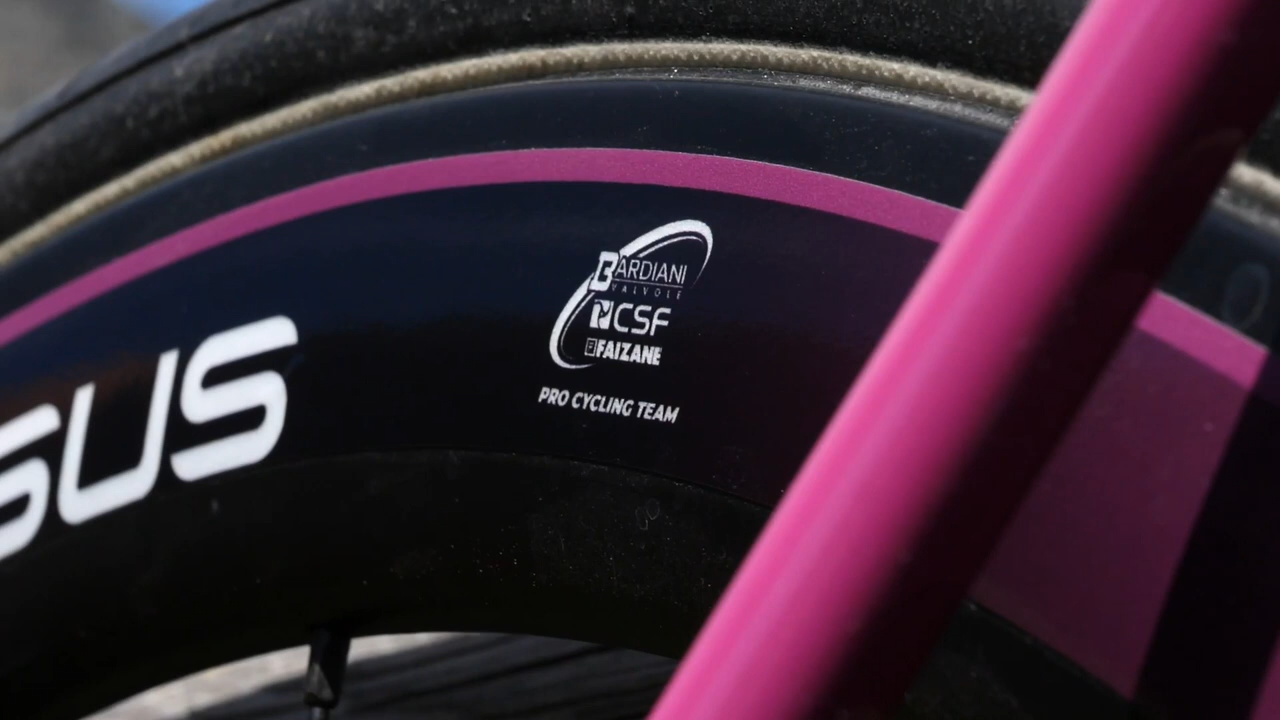 SUS
BARDIANI
VALVOLE
CSF
FAIZANE
PRO CYCLING TEAM